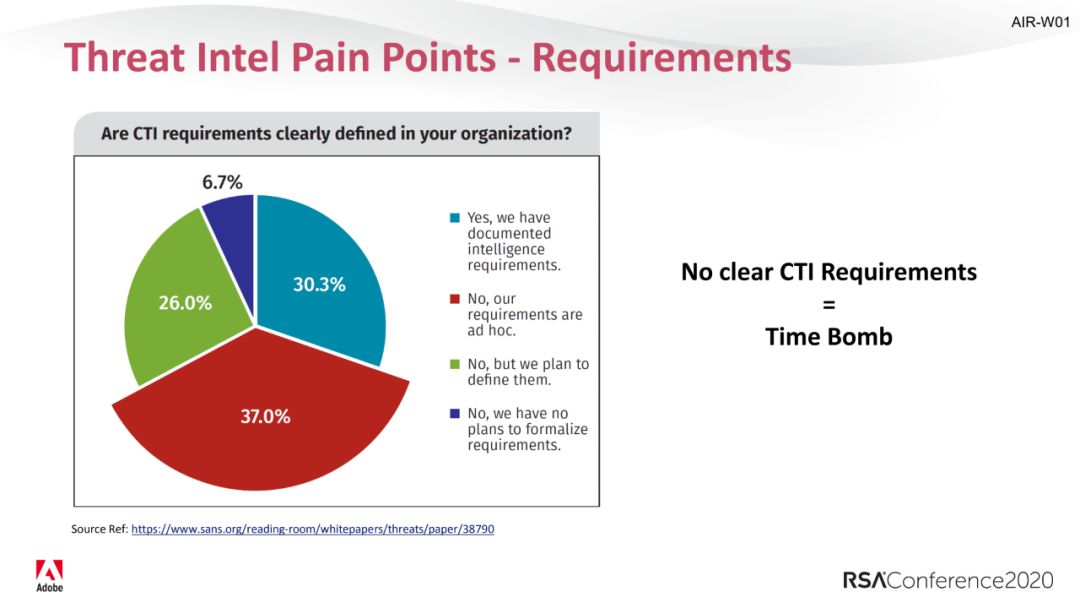 AIR-W01
Threat Intel Pain Points - Requirements
Are CTI requirements clearly defined in your organization?
6.7%
30.3%
26.0%
37.0%
Yes, we have
documented
intelligence
requirements.
No, our
requirements are
ad hoc.
No, but we plan to
define them.
No, we have no
plans to formalize
requirements.
No clear CTI Requirements
=
Time Bomb
Source Ref: https://www.sans.org/reading-room/whitepapers/threats/paper/38790
Adobe
RSAConference2020